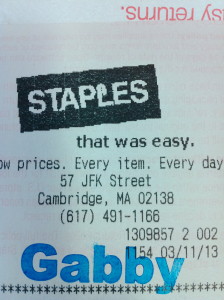 sy returns.
STAPLES
that was easy.
ow prices. Every item. Every day
57 JFK Street
Cambridge, MA 02138
(617) 491-1166
1309857 2 002
1154 03/11/13
Gabby
************************